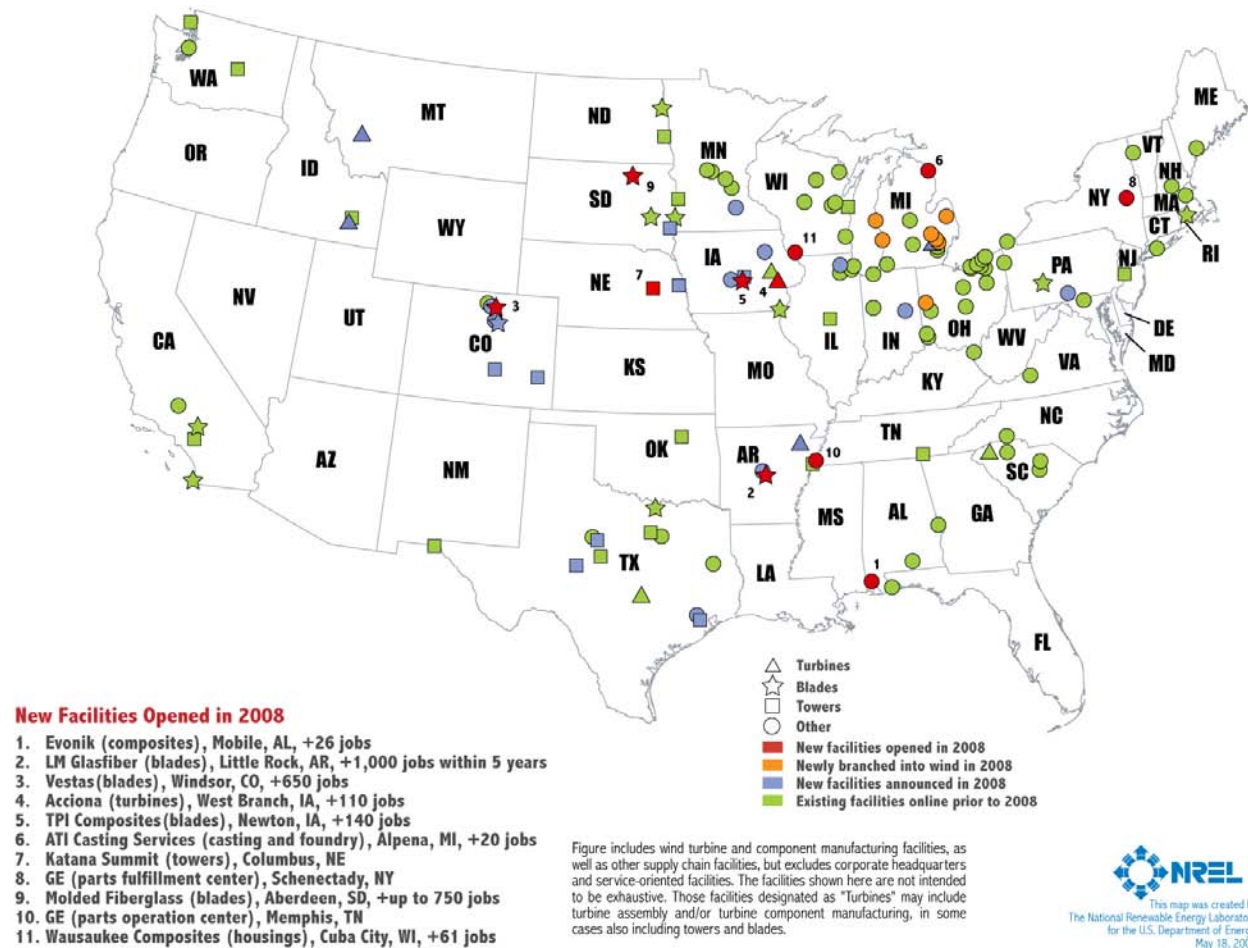 ME
WA
MT
ND
VT
MN
OR
NH
6
ID
WI
8
9
MI
NY
MA
SD
WY
CT
11
RI
IA
PA
NJ
7
NE
5
4
NV
3
UT
OH
DE
IL
IN
CA
CO
WV
MD
VA
KS
MO
KY
NC
TN
OK
AR
10
AZ
NM
SC
2
MS
AL
GA
TX
LA
1
FL
Turbines
Blades
Towers
Other
New facilities opened in 2008
Newly branched into wind in 2008
New facilities announced in 2008
Existing facilities online prior to 2008
New Facilities Opened in 2008
1. Evonik (composites), Mobile, AL, +26 jobs
2. LM Glasfiber (blades), Little Rock, AR, +1,000 jobs within 5 years
3. Vestas(blades), Windsor, CO, +650 jobs
4. Acciona (turbines), West Branch, IA, +110 jobs
5. TPI Composites(blades), Newton, IA, +140 jobs
6. ATI Casting Services (casting and foundry), Alpena, MI, +20 jobs
7. Katana Summit (towers), Columbus, NE
8. GE (parts fulfillment center), Schenectady, NY
9. Molded Fiberglass (blades), Aberdeen, SD, +up to 750 jobs
10. GE (parts operation center), Memphis, TN
11. Wausaukee Composites (housings), Cuba City, WI, +61 jobs
Figure includes wind turbine and component manufacturing facilities, as
well as other supply chain facilities, but excludes corporate headquarters
and service-oriented facilities. The facilities shown here are not intended
to be exhaustive. Those facilities designated as "Turbines" may include
turbine assembly and/or turbine component manufacturing, in some
cases also including towers and blades.
NREL
This map was created
The National Renewable Energy
for the U.S. Department of
May 18,